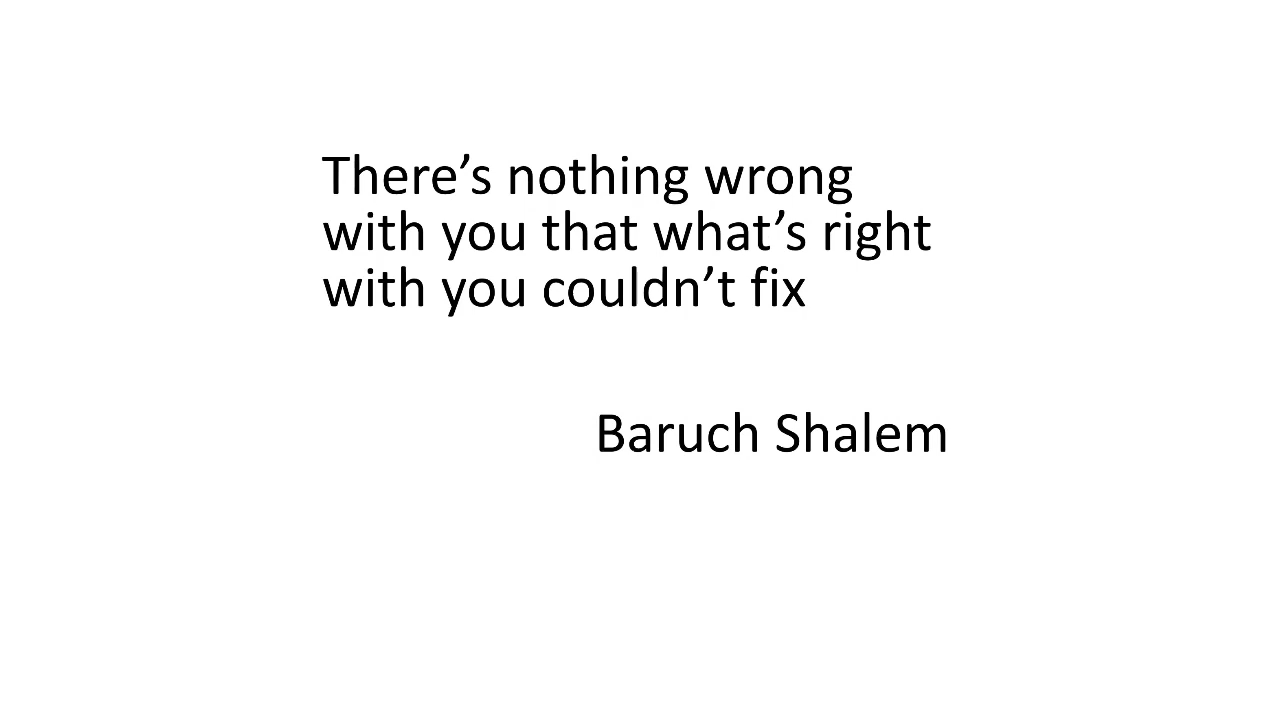 There’s nothing wrong
with you that what’s right
with you couldn’t fix
Baruch Shalem